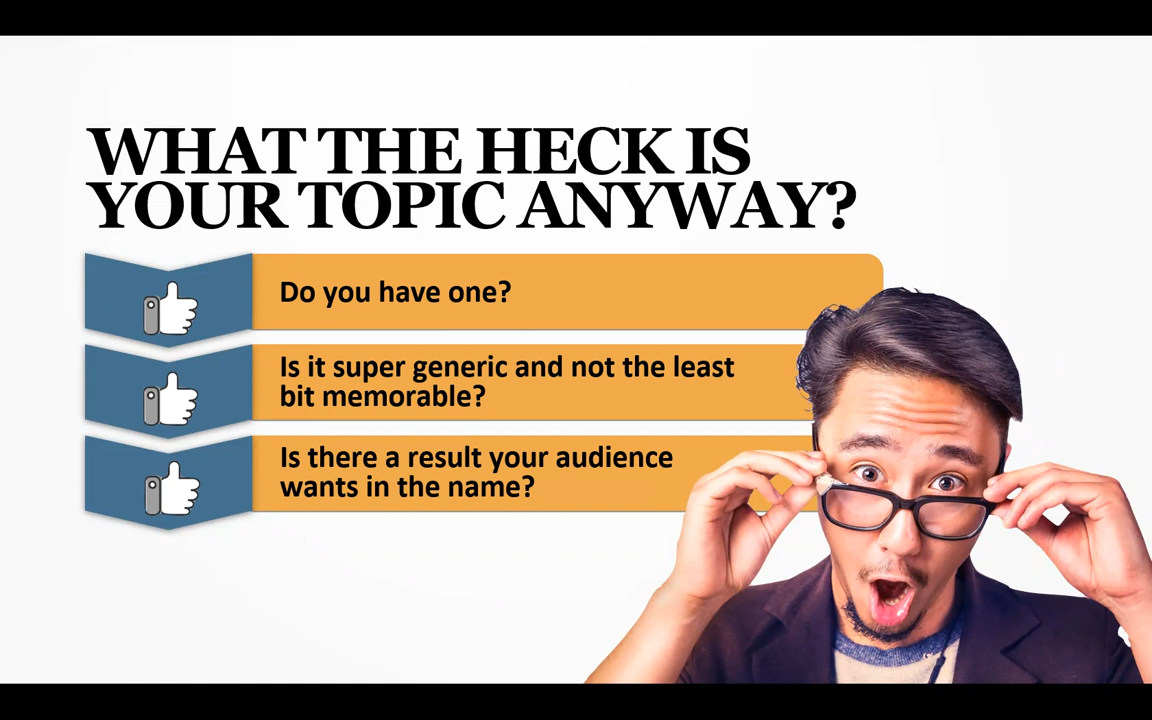 WHAT THE HECK IS
YOUR TOPIC ANYWAY?
Do you have one?
Is it super generic and not the least
bit memorable?
Is there a result your audience
wants in the name?